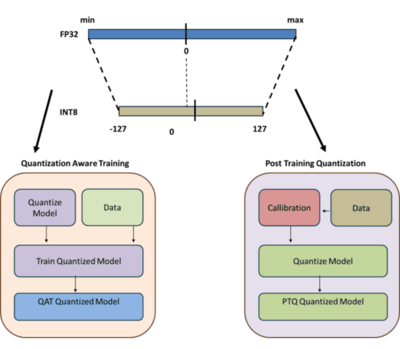 min max
FP32
0
INT8
-127 0 127
Quantization Aware Training Post Training Quantization
Quantize
Model
Data
Callibration
Data
Train Quantized Model
Quantize Model
QAT Quantized Model
PTQ Quantized Model